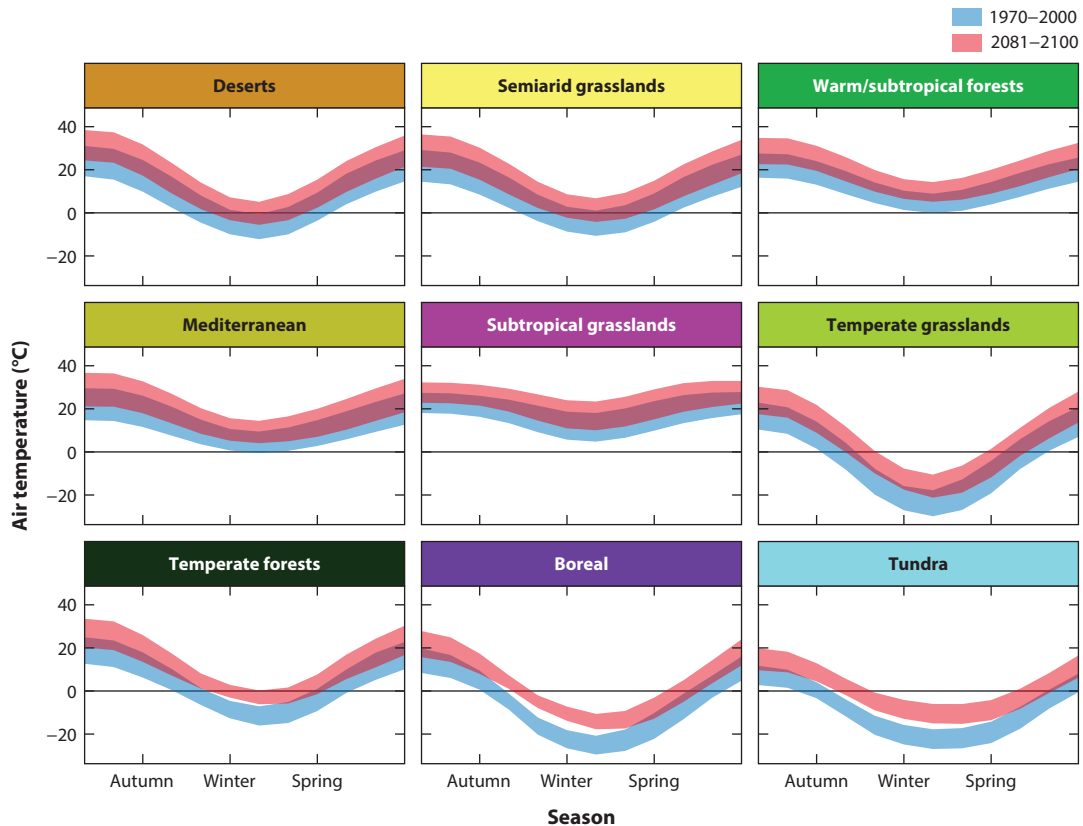 1970–2000
2081–2100
Deserts
Semiarid grasslands
Warm/subtropical forests
40
20
0
−20
Mediterranean
Subtropical grasslands
Temperate grasslands
40
20
0
−20
Air temperature (°C)
Temperate forests
Boreal
Tundra
40
20
0
−20
Autumn Winter Spring Autumn Winter Spring Autumn Winter Spring
Season